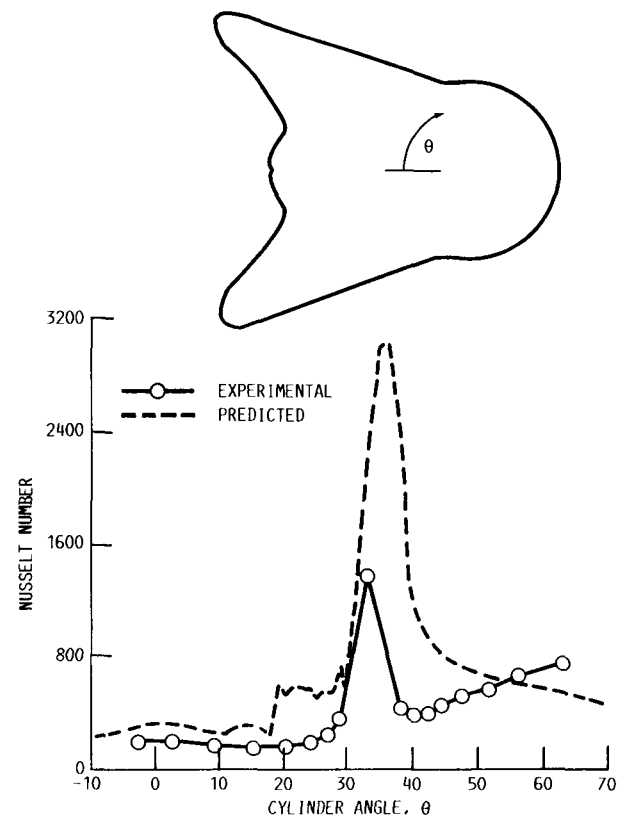 θ
3200
EXPERIMENTAL
PREDICTED
2400
1600
800
0
NUSSELT NUMBER
-10 0 10 20 30 40 50 60 70
CYLINDER ANGLE, θ